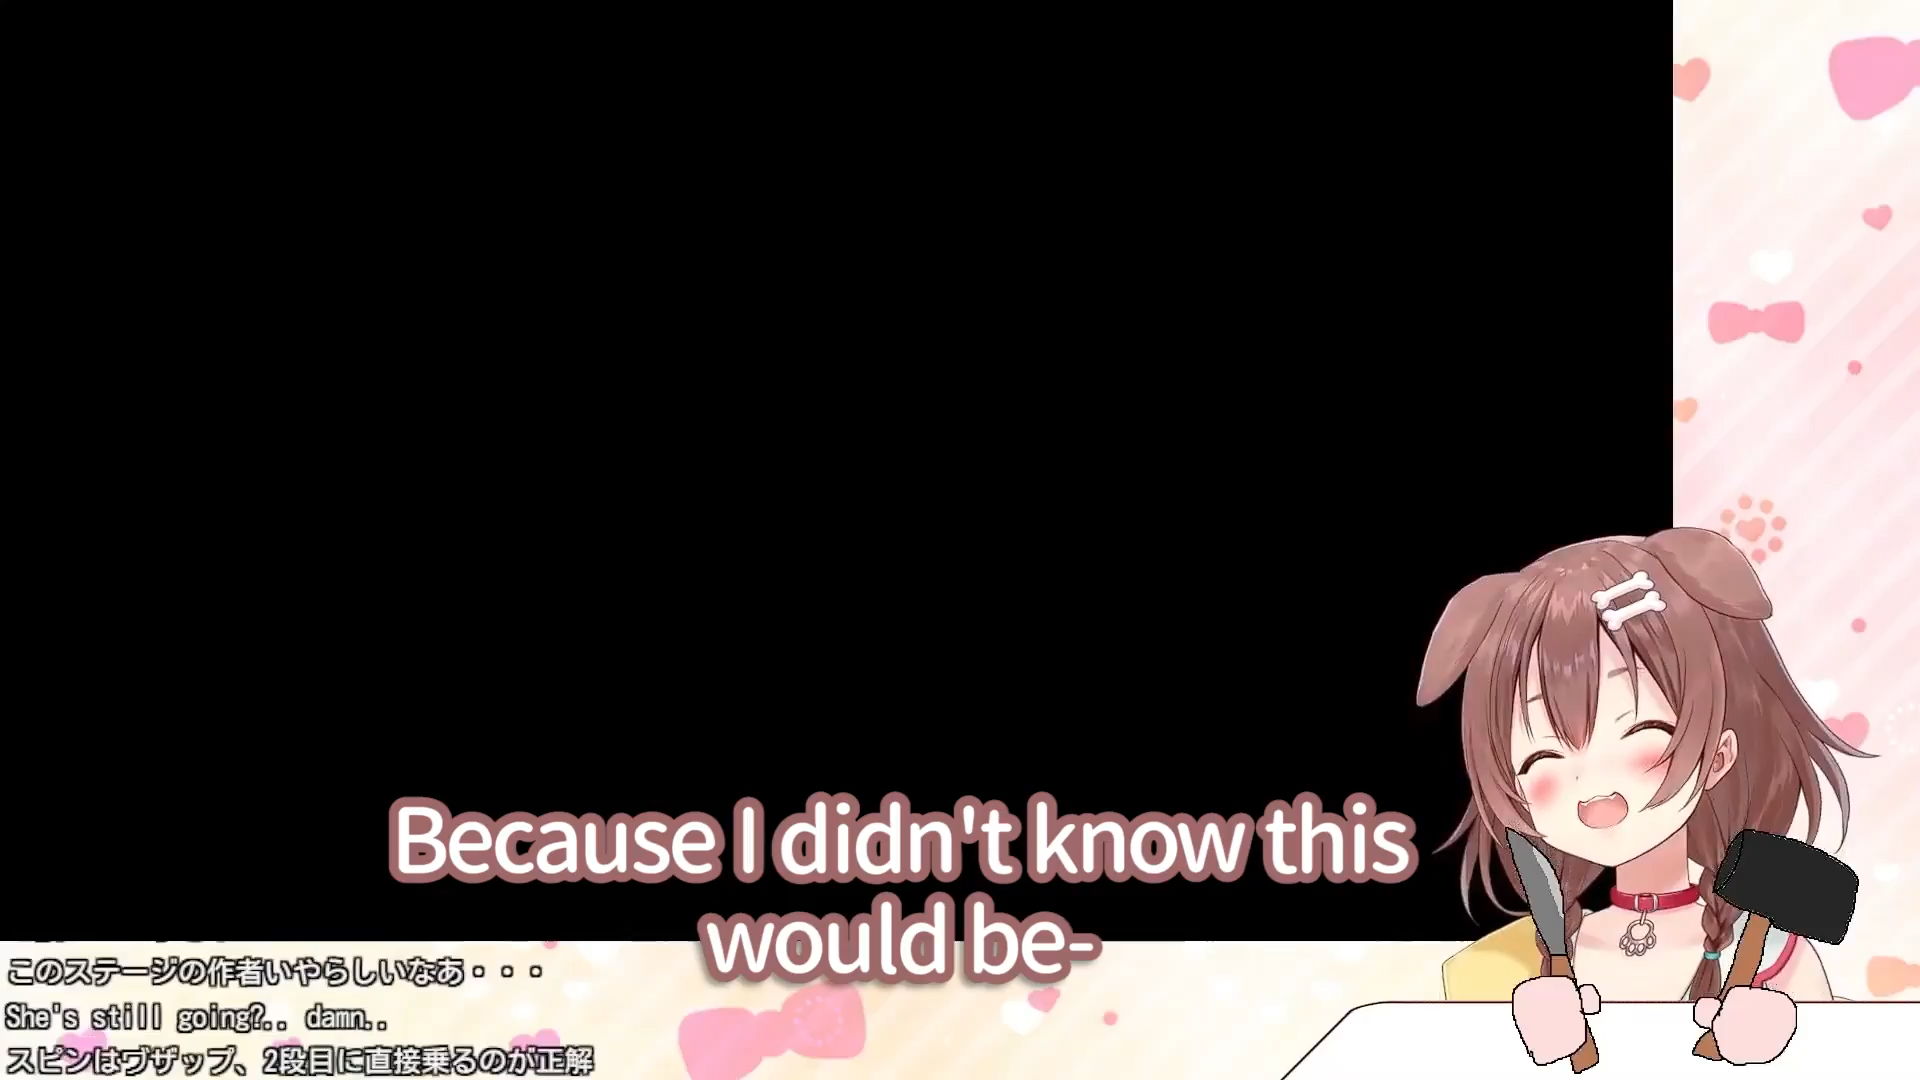 Because I didn't know this
would be-
このステージの作者いやらしいなあ・・・
She's still going?.. damn..
スピンはヴザップ、2段目に直接乗るのが正解